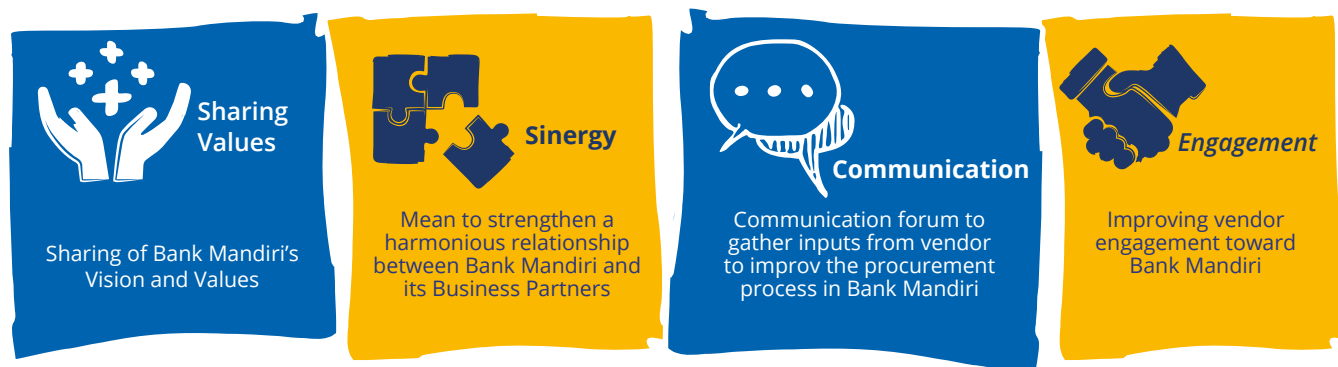 Sharing
Values
Sharing of Bank Mandiri’s
Vision and Values
Sinergy
Mean to strengthen a
harmonious relationship
between Bank Mandiri and
its Business Partners
Communication
Communication forum to
gather inputs from vendor
to improv the procurement
process in Bank Mandiri
Engagement
Improving vendor
engagement toward
Bank Mandiri